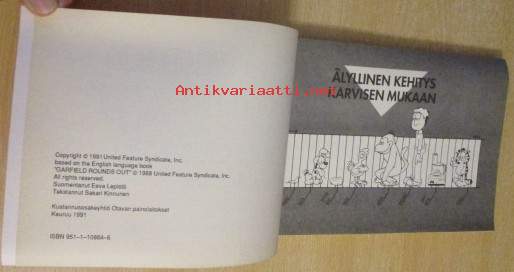 Antikvariaatti.net
ÄLYLLINEN KEHITYS
KARVISEN MUKAAN
Copyright © 1991 United Feature Syndicate, Inc.
based on the English language book
"GARFIELD ROUNDS OUT" © 1988 United Feature Syndicate, Inc.
All rights reserved.
Suomentanut Eeva Lepistö
Tekstannut Sakari Kinnunen
Kustannusosakeyhtiö Otavan painolaitokset
Keuruu 1991
ISBN 951-1-10984-6